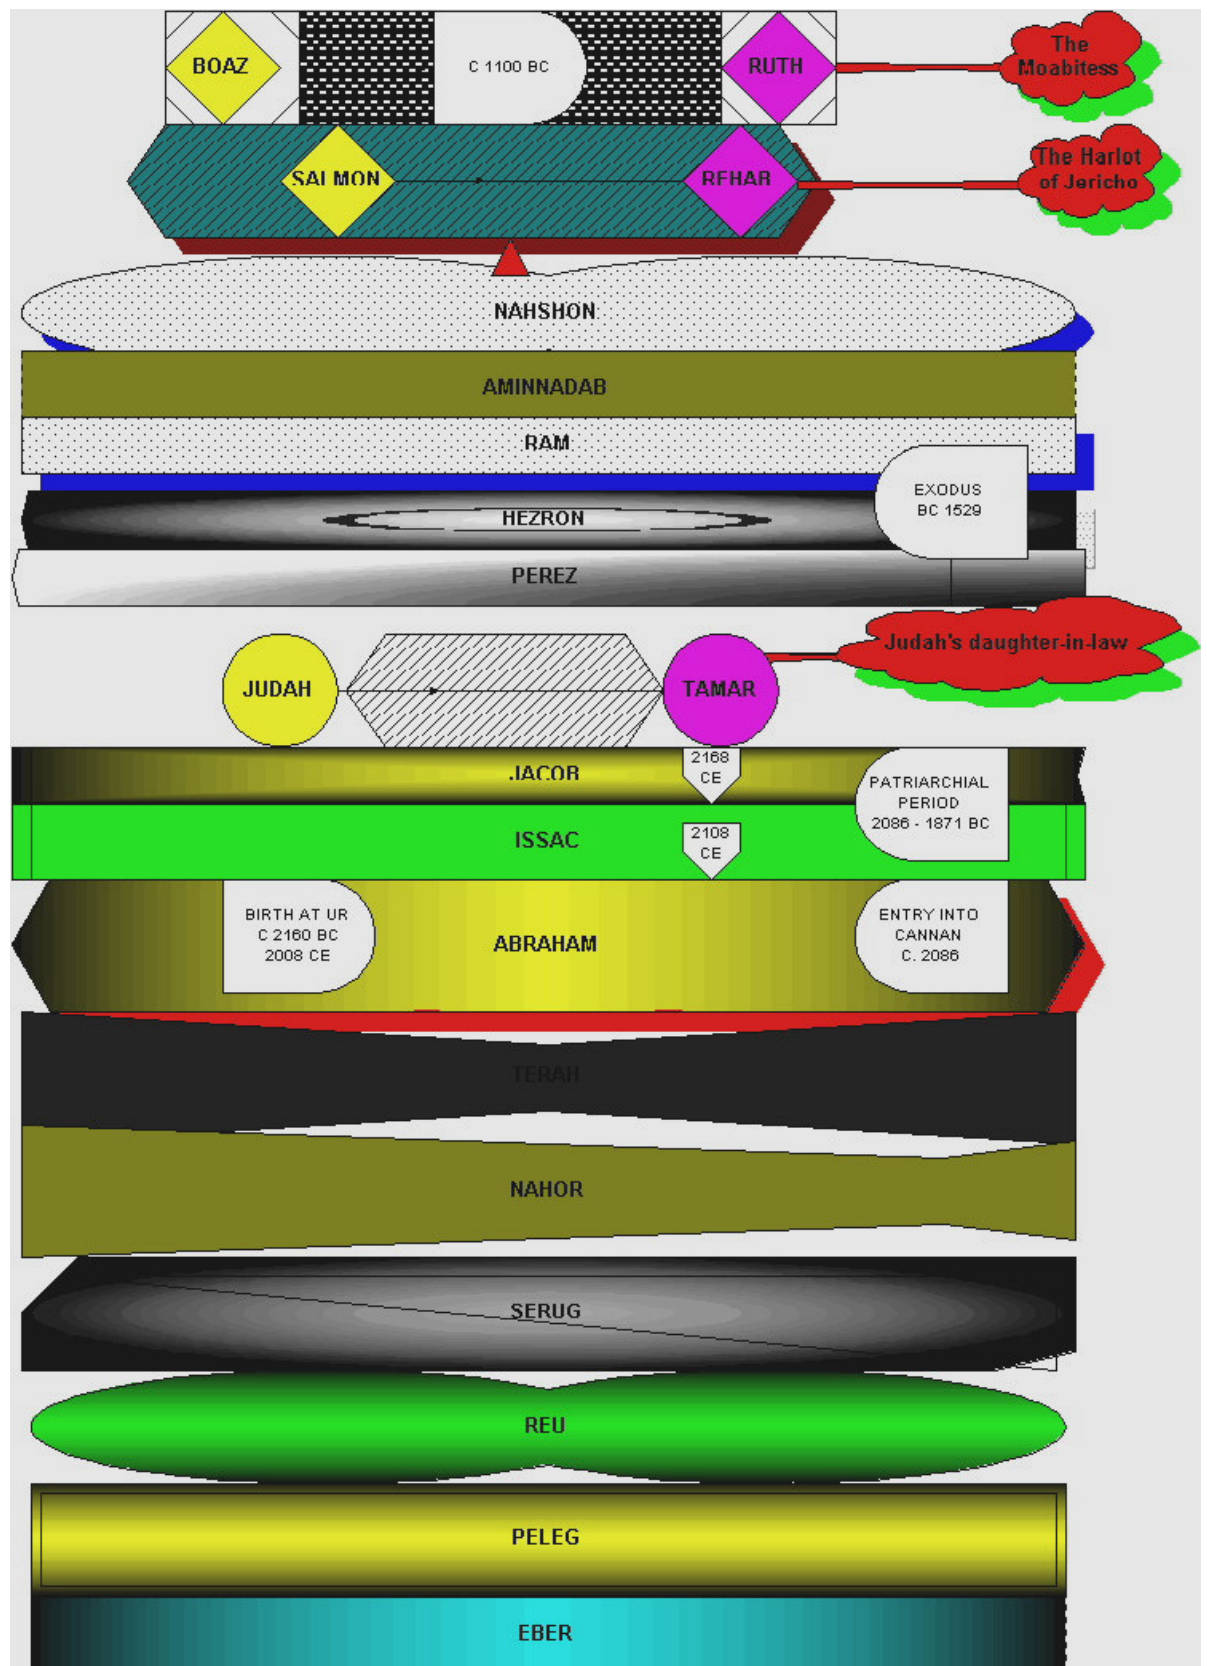 BOAZ
C 1100 BC
RUTH
The
Moabitess
SALMON
REHAB
The Harlot
of Jericho
NAHSHON
AMINNADAB
RAM
EXODUS
BC 1529
HEZRON
PEREZ
Judah's daughter-in-law
JUDAH
TAMAR
JACOB
2168
CE
PATRIARCHIAL
PERIOD
2086 - 1871 BC
ISSAC
2108
CE
BIRTH AT UR
C 2160 BC
2008 CE
ABRAHAM
ENTRY INTO
CANNAN
C. 2086
TERAH
NAHOR
SERUG
REU
PELEG
EBER